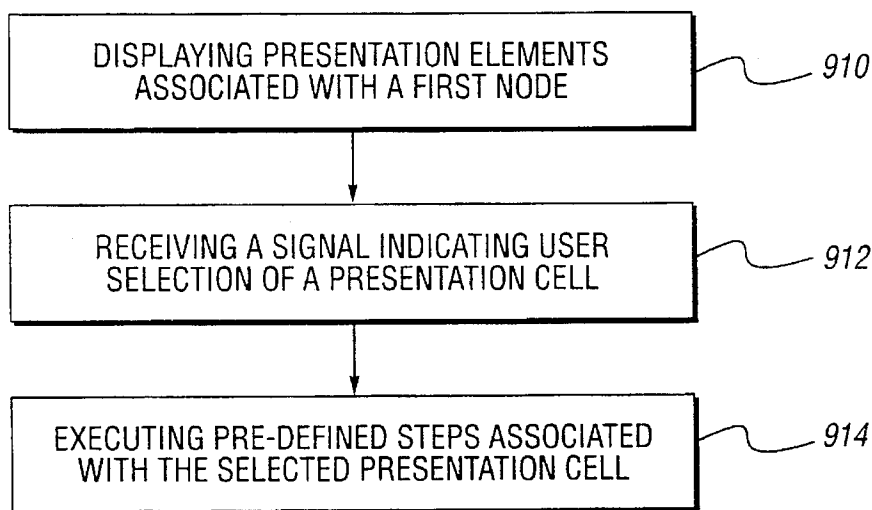 DISPLAYING PRESENTATION ELEMENTS
ASSOCIATED WITH A FIRST NODE
910
RECEIVING A SIGNAL INDICATING USER
SELECTION OF A PRESENTATION CELL
912
EXECUTING PRE-DEFINED STEPS ASSOCIATED
WITH THE SELECTED PRESENTATION CELL
914